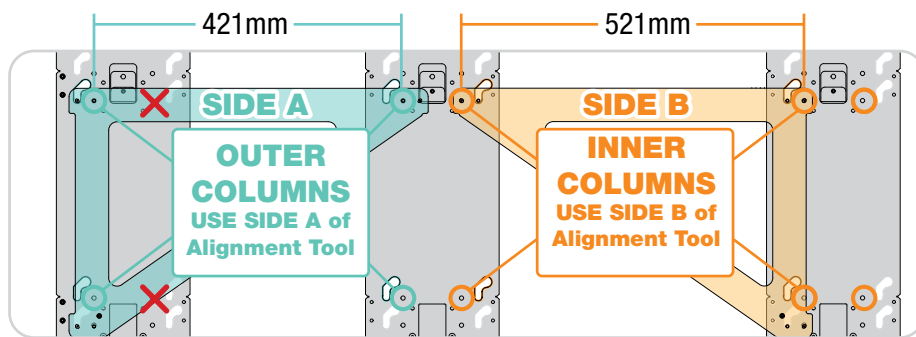 421mm
521mm
SIDE A
SIDE B
OUTER
COLUMNS
USE SIDE A of
Alignment Tool
INNER
COLUMNS
USE SIDE B of
Alignment Tool